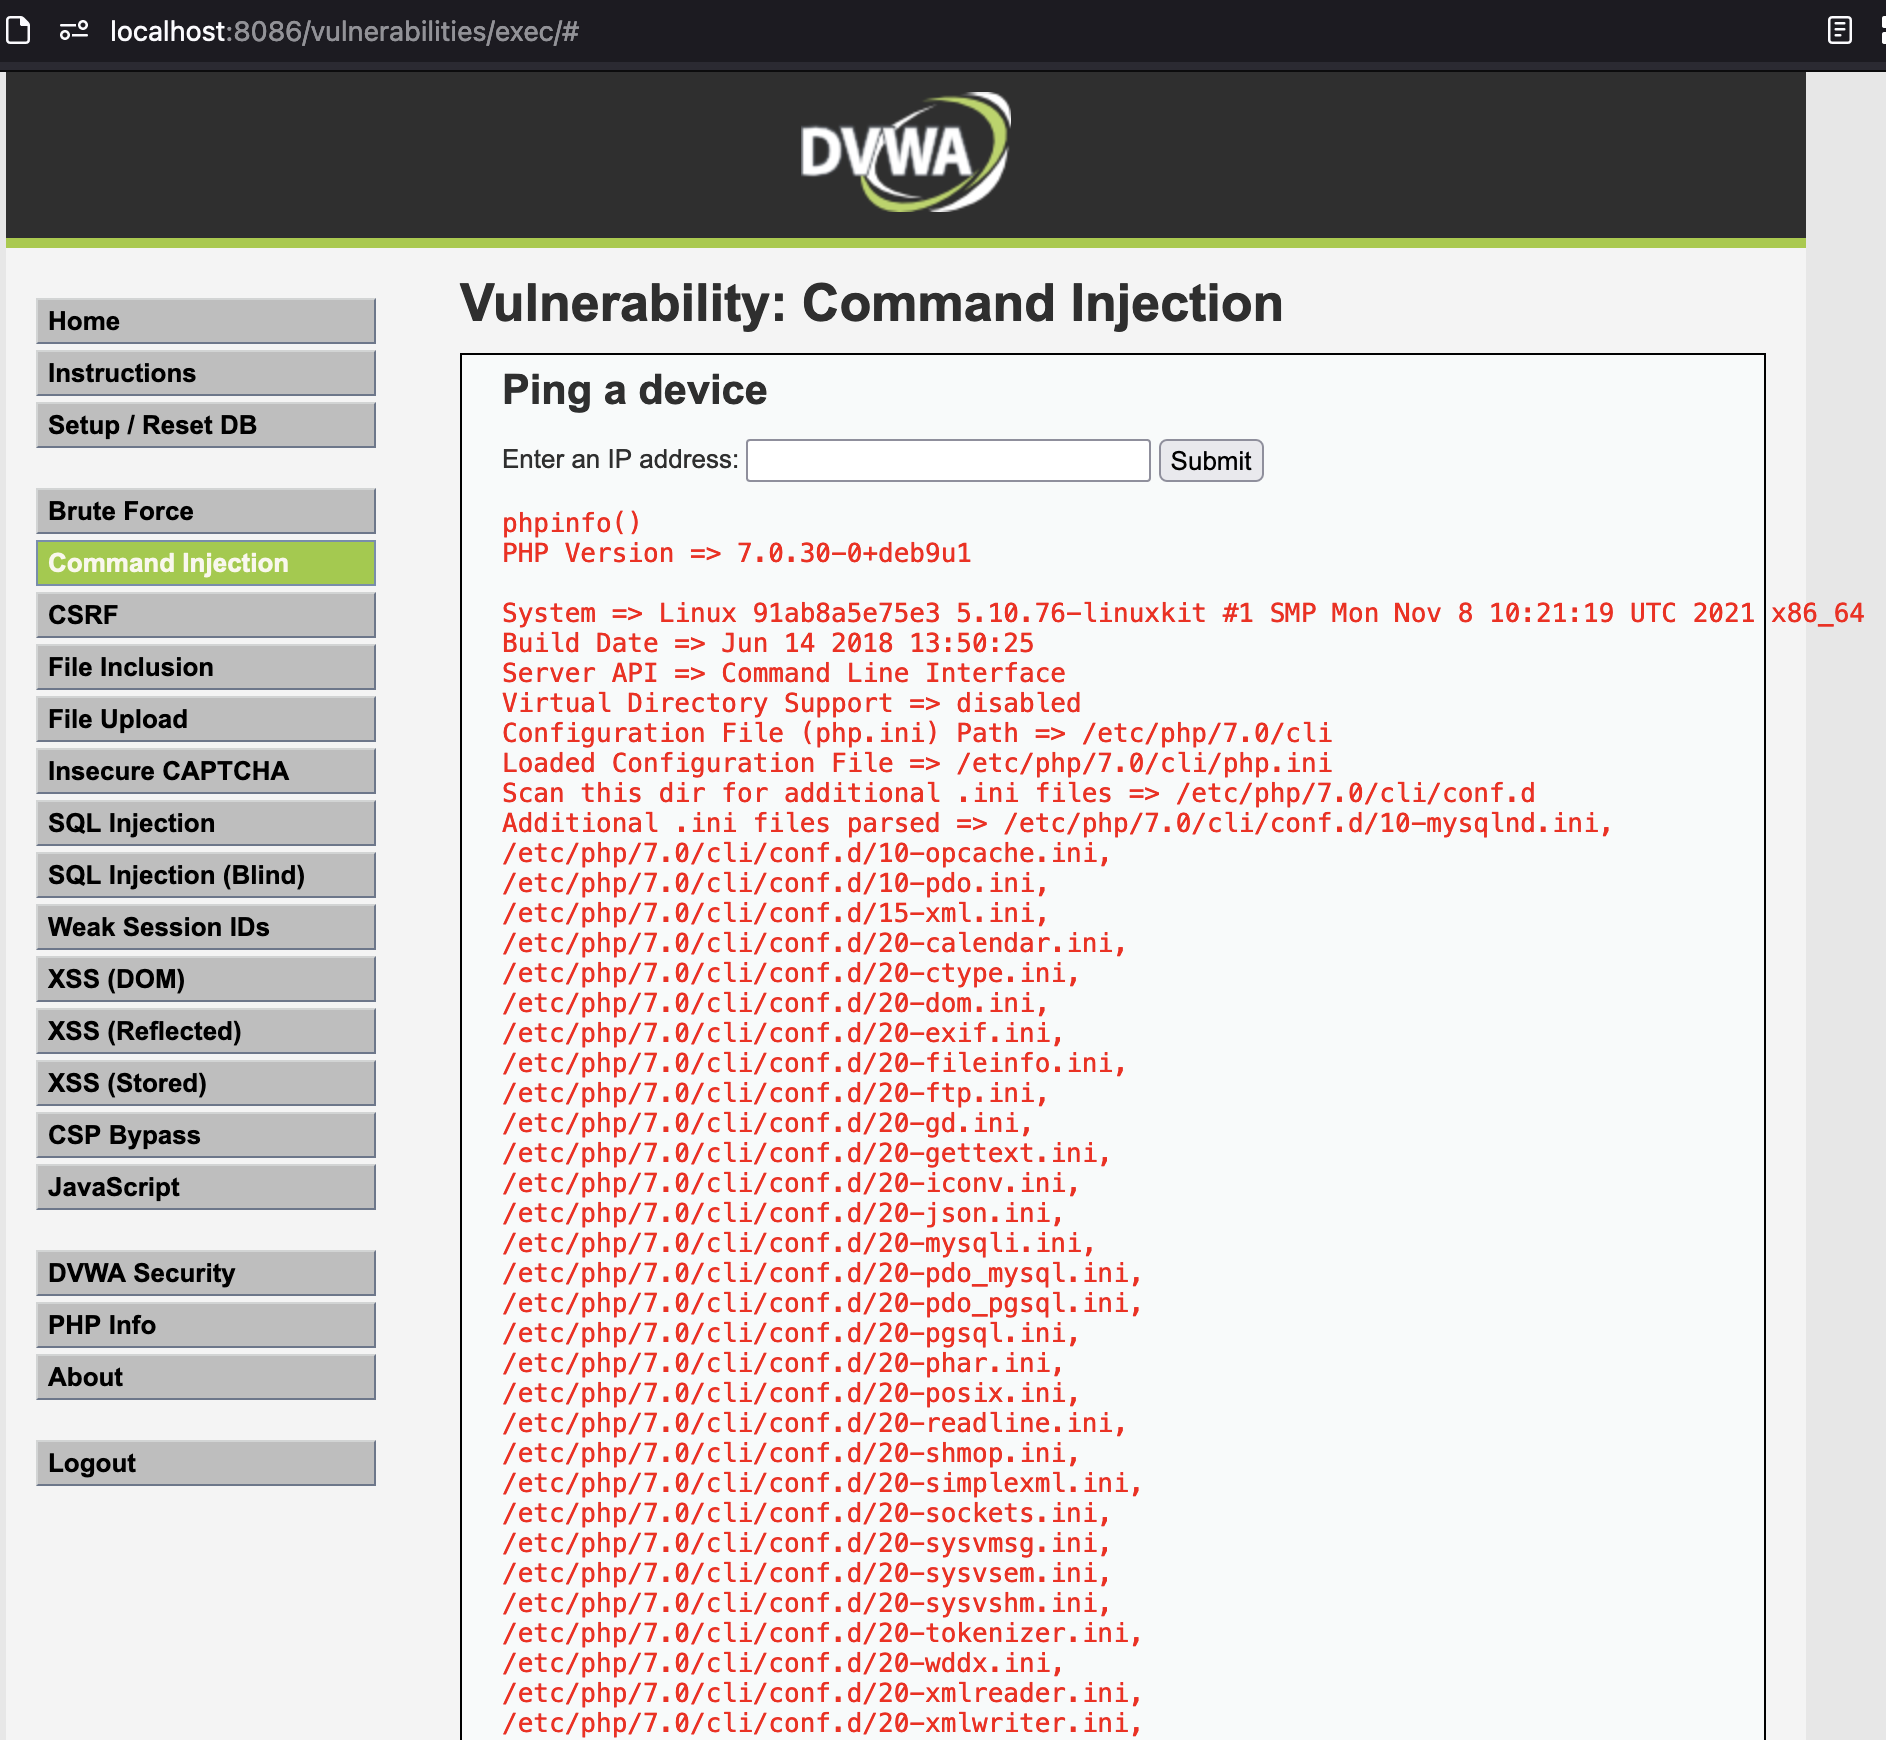 localhost:8086/vulnerabilities/exec/#
DVWA
Home
Instructions
Setup / Reset DB
Brute Force
Command Injection
CSRF
File Inclusion
File Upload
Insecure CAPTCHA
SQL Injection
SQL Injection (Blind)
Weak Session IDs
XSS (DOM)
XSS (Reflected)
XSS (Stored)
CSP Bypass
JavaScript
DVWA Security
PHP Info
About
Logout
Vulnerability: Command Injection
Ping a device
Enter an IP address: Submit
phpinfo()
PHP Version => 7.0.30-0+deb9u1
System => Linux 91ab8a5e75e3 5.10.76-linuxkit #1 SMP Mon Nov 8 10:21:19 UTC 2021 x86_64
Build Date => Jun 14 2018 13:50:25
Server API => Command Line Interface
Virtual Directory Support => disabled
Configuration File (php.ini) Path => /etc/php/7.0/cli
Loaded Configuration File => /etc/php/7.0/cli/php.ini
Scan this dir for additional .ini files => /etc/php/7.0/cli/conf.d
Additional .ini files parsed => /etc/php/7.0/cli/conf.d/10-mysqlnd.ini,
/etc/php/7.0/cli/conf.d/10-opcache.ini,
/etc/php/7.0/cli/conf.d/10-pdo.ini,
/etc/php/7.0/cli/conf.d/15-xml.ini,
/etc/php/7.0/cli/conf.d/20-calendar.ini,
/etc/php/7.0/cli/conf.d/20-ctype.ini,
/etc/php/7.0/cli/conf.d/20-dom.ini,
/etc/php/7.0/cli/conf.d/20-exif.ini,
/etc/php/7.0/cli/conf.d/20-fileinfo.ini,
/etc/php/7.0/cli/conf.d/20-ftp.ini,
/etc/php/7.0/cli/conf.d/20-gd.ini,
/etc/php/7.0/cli/conf.d/20-gettext.ini,
/etc/php/7.0/cli/conf.d/20-iconv.ini,
/etc/php/7.0/cli/conf.d/20-json.ini,
/etc/php/7.0/cli/conf.d/20-mysqli.ini,
/etc/php/7.0/cli/conf.d/20-pdo_mysql.ini,
/etc/php/7.0/cli/conf.d/20-pdo_pgsql.ini,
/etc/php/7.0/cli/conf.d/20-pgsql.ini,
/etc/php/7.0/cli/conf.d/20-phar.ini,
/etc/php/7.0/cli/conf.d/20-posix.ini,
/etc/php/7.0/cli/conf.d/20-readline.ini,
/etc/php/7.0/cli/conf.d/20-shmop.ini,
/etc/php/7.0/cli/conf.d/20-simplexml.ini,
/etc/php/7.0/cli/conf.d/20-sockets.ini,
/etc/php/7.0/cli/conf.d/20-sysvmsg.ini,
/etc/php/7.0/cli/conf.d/20-sysvsem.ini,
/etc/php/7.0/cli/conf.d/20-sysvshm.ini,
/etc/php/7.0/cli/conf.d/20-tokenizer.ini,
/etc/php/7.0/cli/conf.d/20-wddx.ini,
/etc/php/7.0/cli/conf.d/20-xmlreader.ini,
/etc/php/7.0/cli/conf.d/20-xmlwriter.ini,